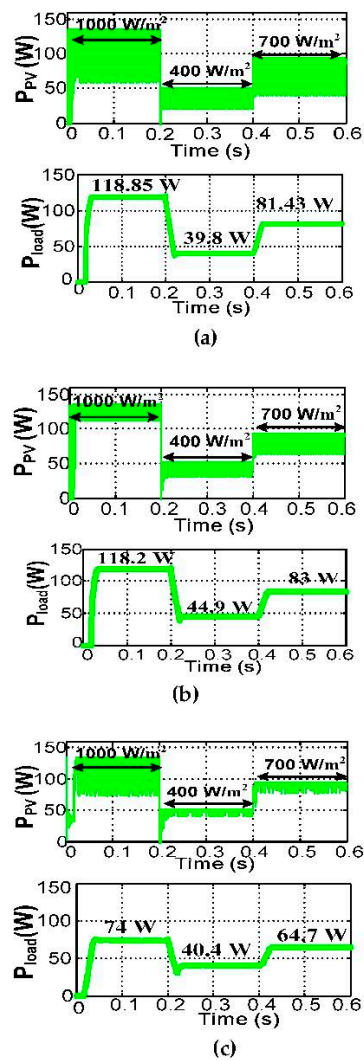 150
1000 W/m²
700 W/m²
100
400 W/m²
50
P_PV (W)
0
0 0.1 0.2 0.3 0.4 0.5 0.6
Time (s)
150
118.85 W
81.43 W
100
39.8 W
50
P_load(W)
0
0 0.1 0.2 0.3 0.4 0.5 0.6
Time (s)
(a)
150
1000 W/m²
700 W/m²
100
400 W/m²
50
P_PV (W)
0
0 0.1 0.2 0.3 0.4 0.5 0.6
Time (s)
150
118.2 W
100
44.9 W
83 W
50
P_load(W)
0
0 0.1 0.2 0.3 0.4 0.5 0.6
(b)
150
1000 W/m²
700 W/m²
100
400 W/m²
50
P_PV (W)
0
0 0.1 0.2 0.3 0.4 0.5 0.6
Time (s)
150
100
74 W
40.4 W
64.7 W
50
P_load(W)
0
0 0.1 0.2 0.3 0.4 0.5 0.6
Time (s)
(c)